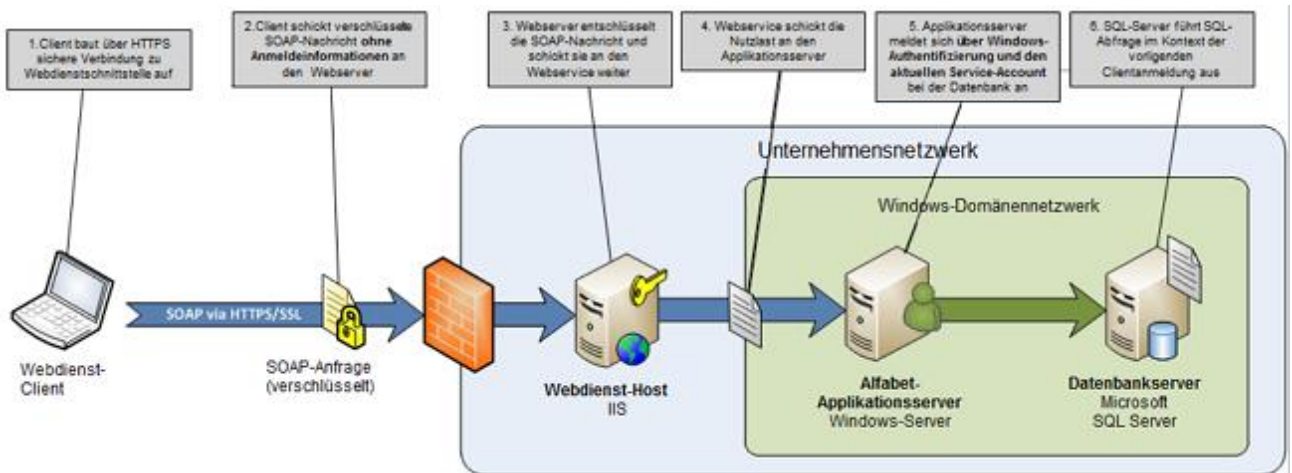 1.Client baut über HTTPS
sichere Verbindung zu
Webdienstschnittstelle auf
2.Client schickt verschlüsselte
SOAP-Nachricht ohne
Anmeldeinformationen an
den Webserver
3. Webserver entschlüsselt
die SOAP-Nachricht und
schickt sie an den
Webservice weiter
4. Webservice schickt die
Nutzlast an den
Applikationsserver
5. Applikationsserver
meldet sich über Windows-
Authentifizierung und den
aktuellen Service-Account
bei der Datenbank an
6. SQL-Server führt SQL-
Abfrage im Kontext der
vorligenden
Clientanmeldung aus
Unternehmensnetzwerk
Windows-Domänennetzwerk
SOAP via HTTPS/SSL
Webdienst-
Client
SOAP-Anfrage
(verschlüsselt)
Webdienst-Host
IIS
Alfabet-
Applikationsserver
Windows-Server
Datenbankserver
Microsoft
SQL Server